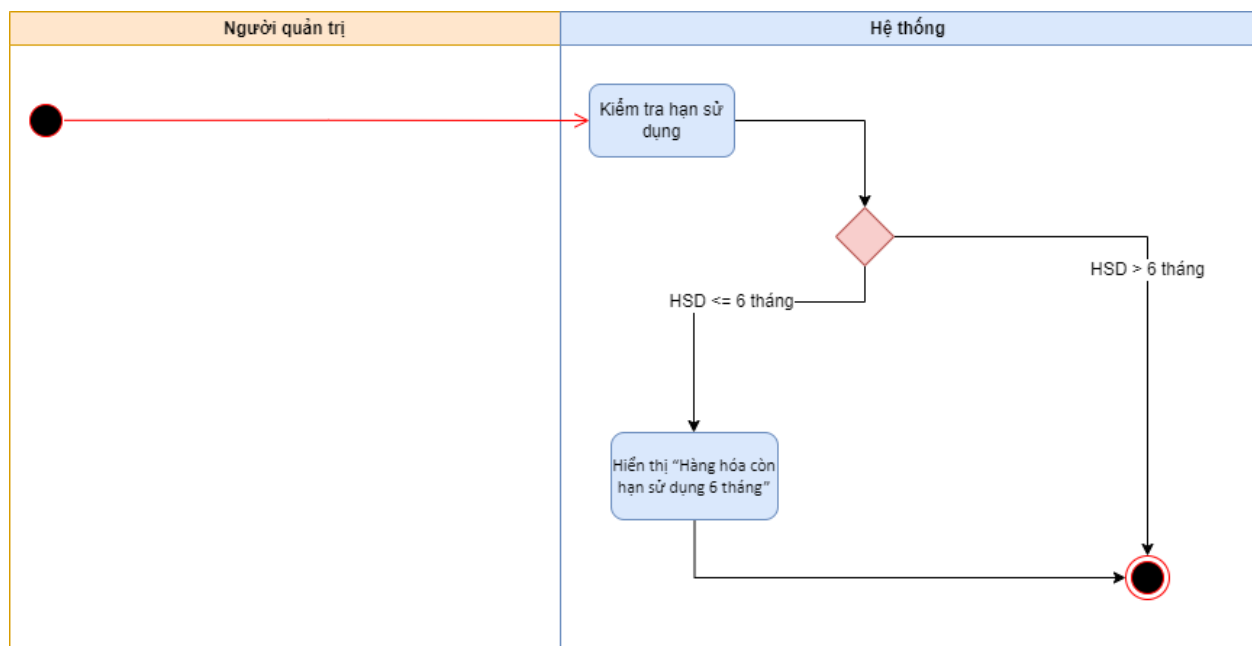 Người quản trị
Hệ thống
Kiểm tra hạn sử
dụng
HSD > 6 tháng
HSD <= 6 tháng
Hiển thị “Hàng hóa còn
hạn sử dụng 6 tháng”